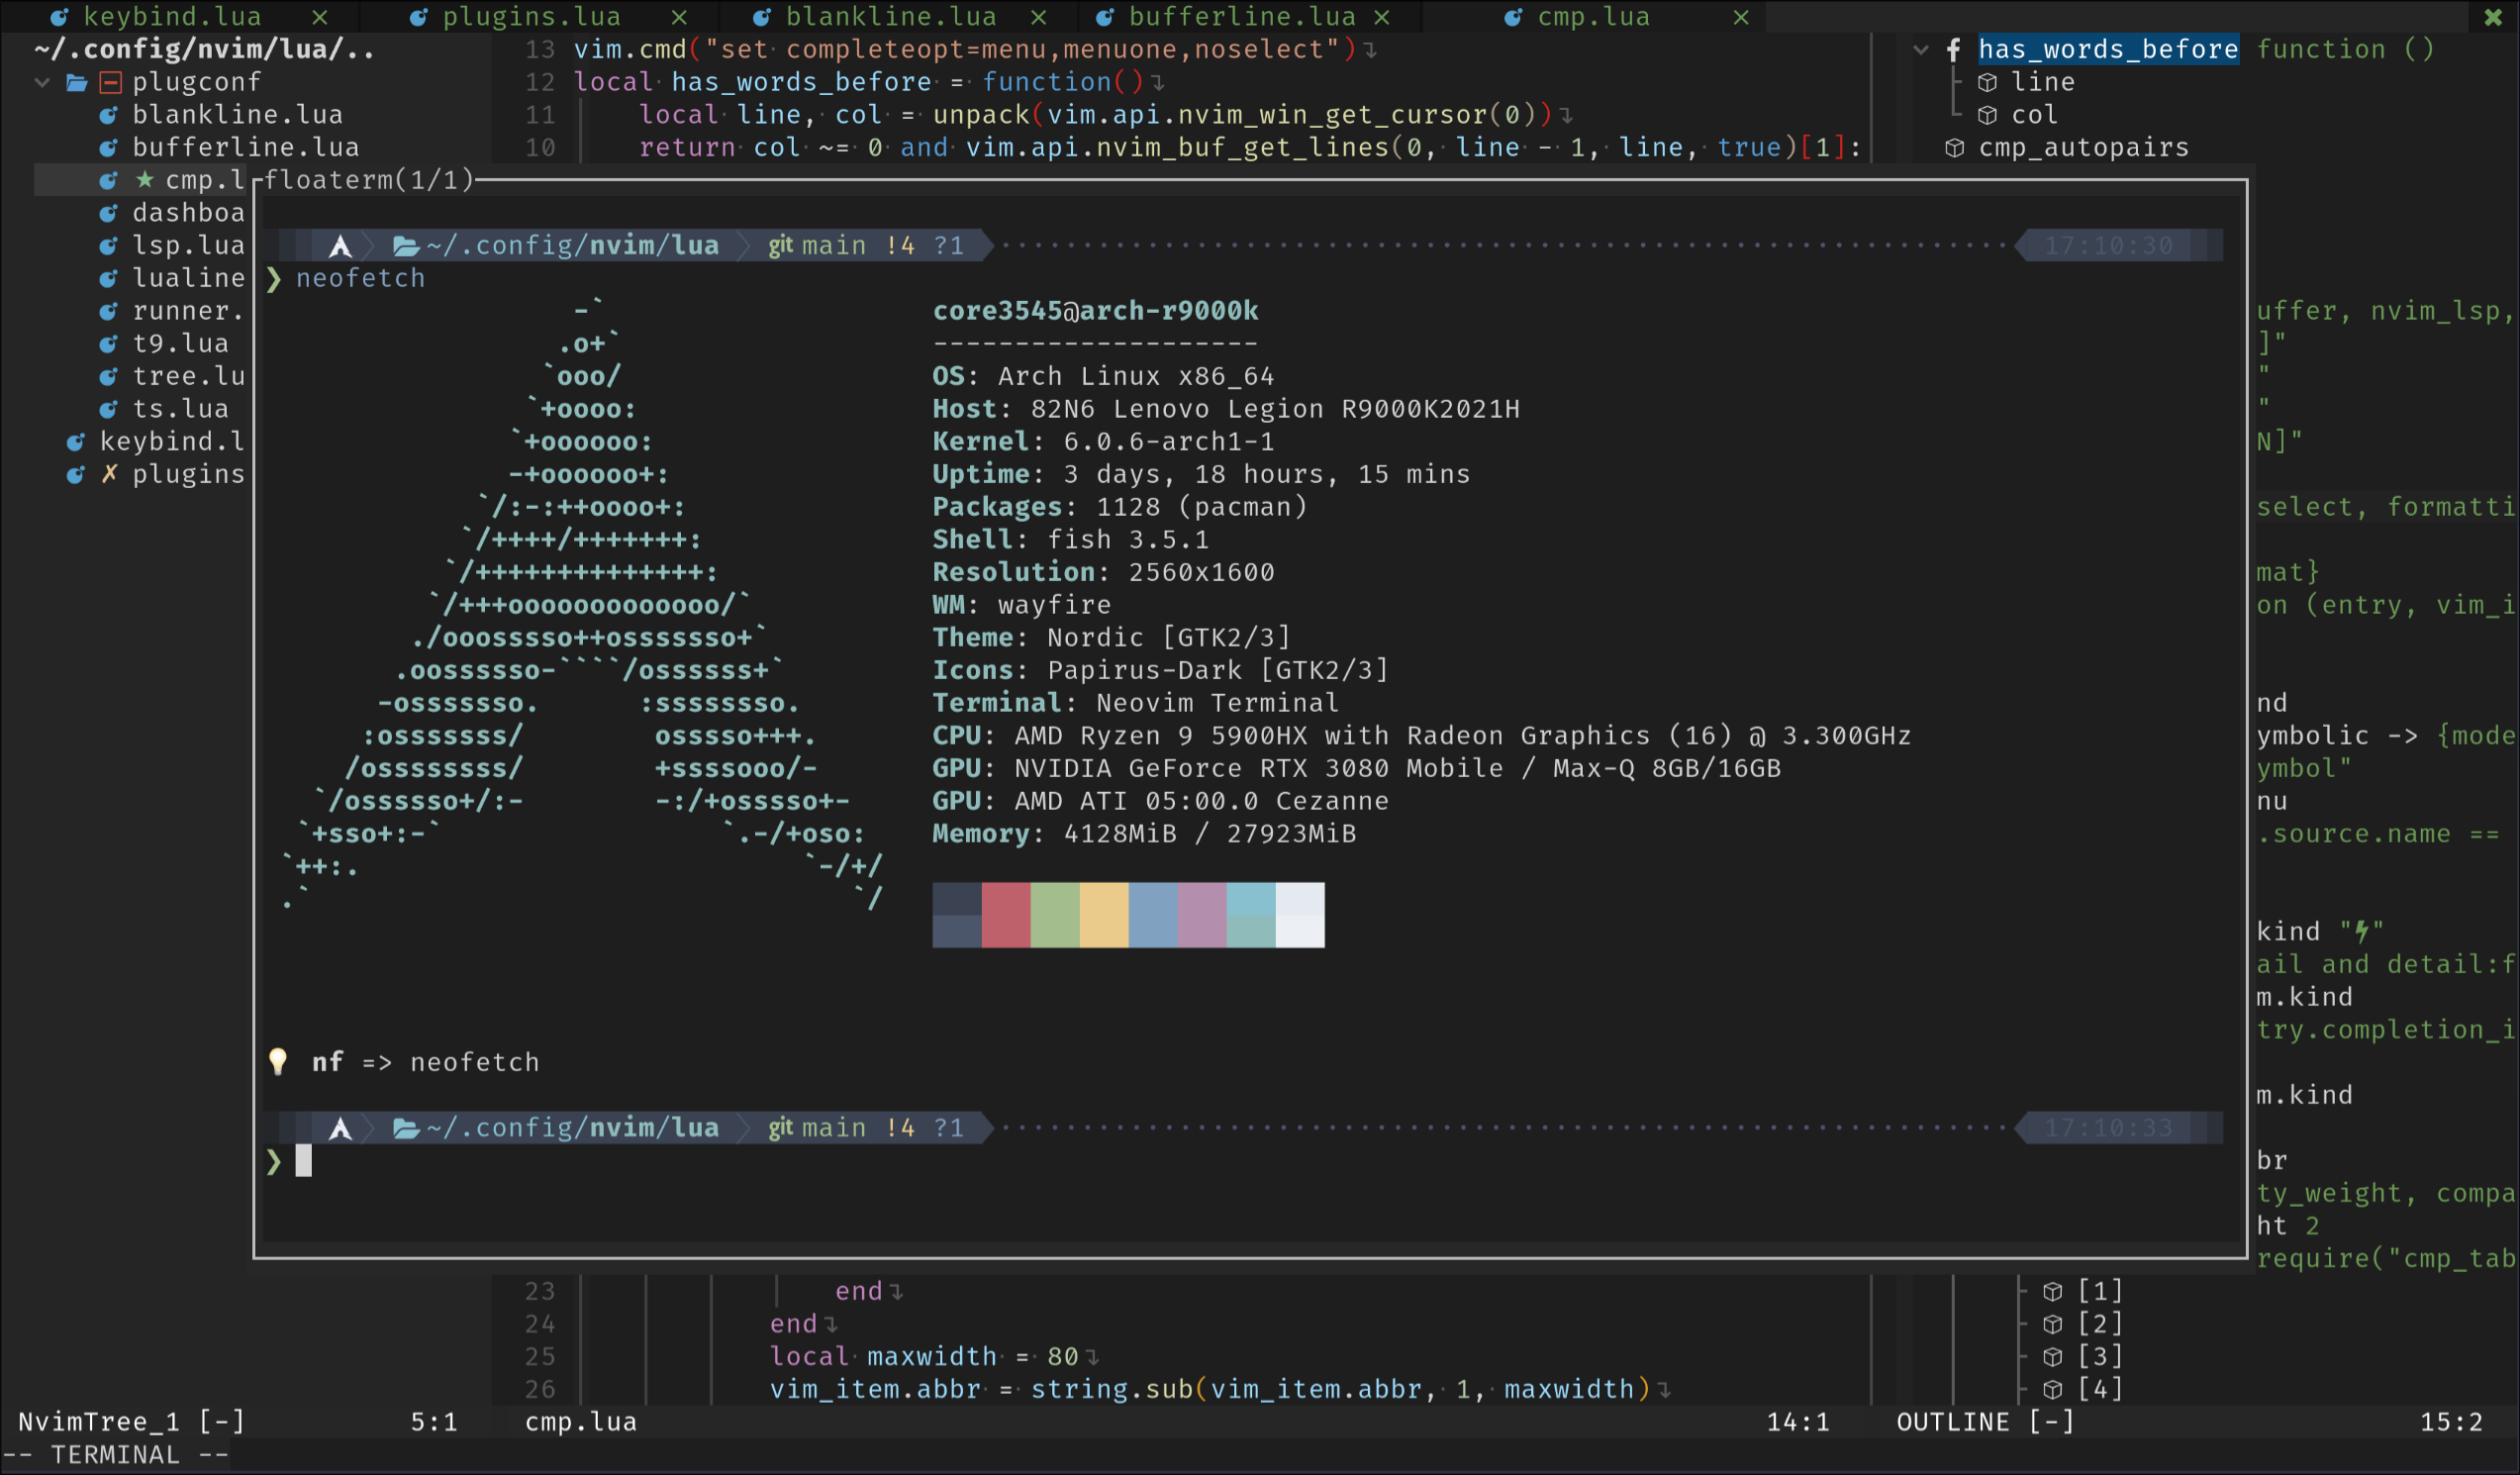 keybind.lua × plugins.lua × blankline.lua × bufferline.lua × cmp.lua ×
~/.config/nvim/lua/..
plugconf
blankline.lua
bufferline.lua
★ cmp.l
dashboa
lsp.lua
lualine
runner.
t9.lua
tree.lu
ts.lua
keybind.l
✗ plugins
13 vim.cmd("set completeopt=menu,menuone,noselect")
12 local has_words_before = function()
11 local line, col = unpack(vim.api.nvim_win_get_cursor(0))
10 return col ~= 0 and vim.api.nvim_buf_get_lines(0, line - 1, line, true)[1]:
has_words_before function ()
line
col
cmp_autopairs
floaterm(1/1)
~/.config/nvim/lua git main !4 ?1 17:10:30
❯ neofetch
-`
.o+`
`ooo/
`+oooo:
`+oooooo:
-+oooooo+:
`/:-:++oooo+:
`/++++/+++++++:
`/++++++++++++++:
`/+++ooooooooooooo/`
./ooosssso++osssssso+`
.oossssso-````/ossssss+`
-osssssso. :ssssssso.
:osssssss/ osssso+++.
/ossssssss/ +ssssooo/-
`/ossssso+/:- -:/+osssso+-
`+sso+:-` `.-/+oso:
`++:. `-/+/
.` `/
core3545@arch-r9000k
--------------------
OS: Arch Linux x86_64
Host: 82N6 Lenovo Legion R9000K2021H
Kernel: 6.0.6-arch1-1
Uptime: 3 days, 18 hours, 15 mins
Packages: 1128 (pacman)
Shell: fish 3.5.1
Resolution: 2560x1600
WM: wayfire
Theme: Nordic [GTK2/3]
Icons: Papirus-Dark [GTK2/3]
Terminal: Neovim Terminal
CPU: AMD Ryzen 9 5900HX with Radeon Graphics (16) @ 3.300GHz
GPU: NVIDIA GeForce RTX 3080 Mobile / Max-Q 8GB/16GB
GPU: AMD ATI 05:00.0 Cezanne
Memory: 4128MiB / 27923MiB
nf => neofetch
~/.config/nvim/lua git main !4 ?1 17:10:33
❯
uffer, nvim_lsp,
]"
"
"
N]"
select, formatti
mat}
on (entry, vim_i
nd
ymbolic -> {mode
ymbol"
nu
.source.name ==
kind "⚡"
ail and detail:f
m.kind
try.completion_i
m.kind
br
ty_weight, compa
ht 2
require("cmp_tab
[1]
[2]
[3]
[4]
23 end
24 end
25 local maxwidth = 80
26 vim_item.abbr = string.sub(vim_item.abbr, 1, maxwidth)
NvimTree_1 [-] 5:1 cmp.lua 14:1 OUTLINE [-] 15:2
-- TERMINAL --